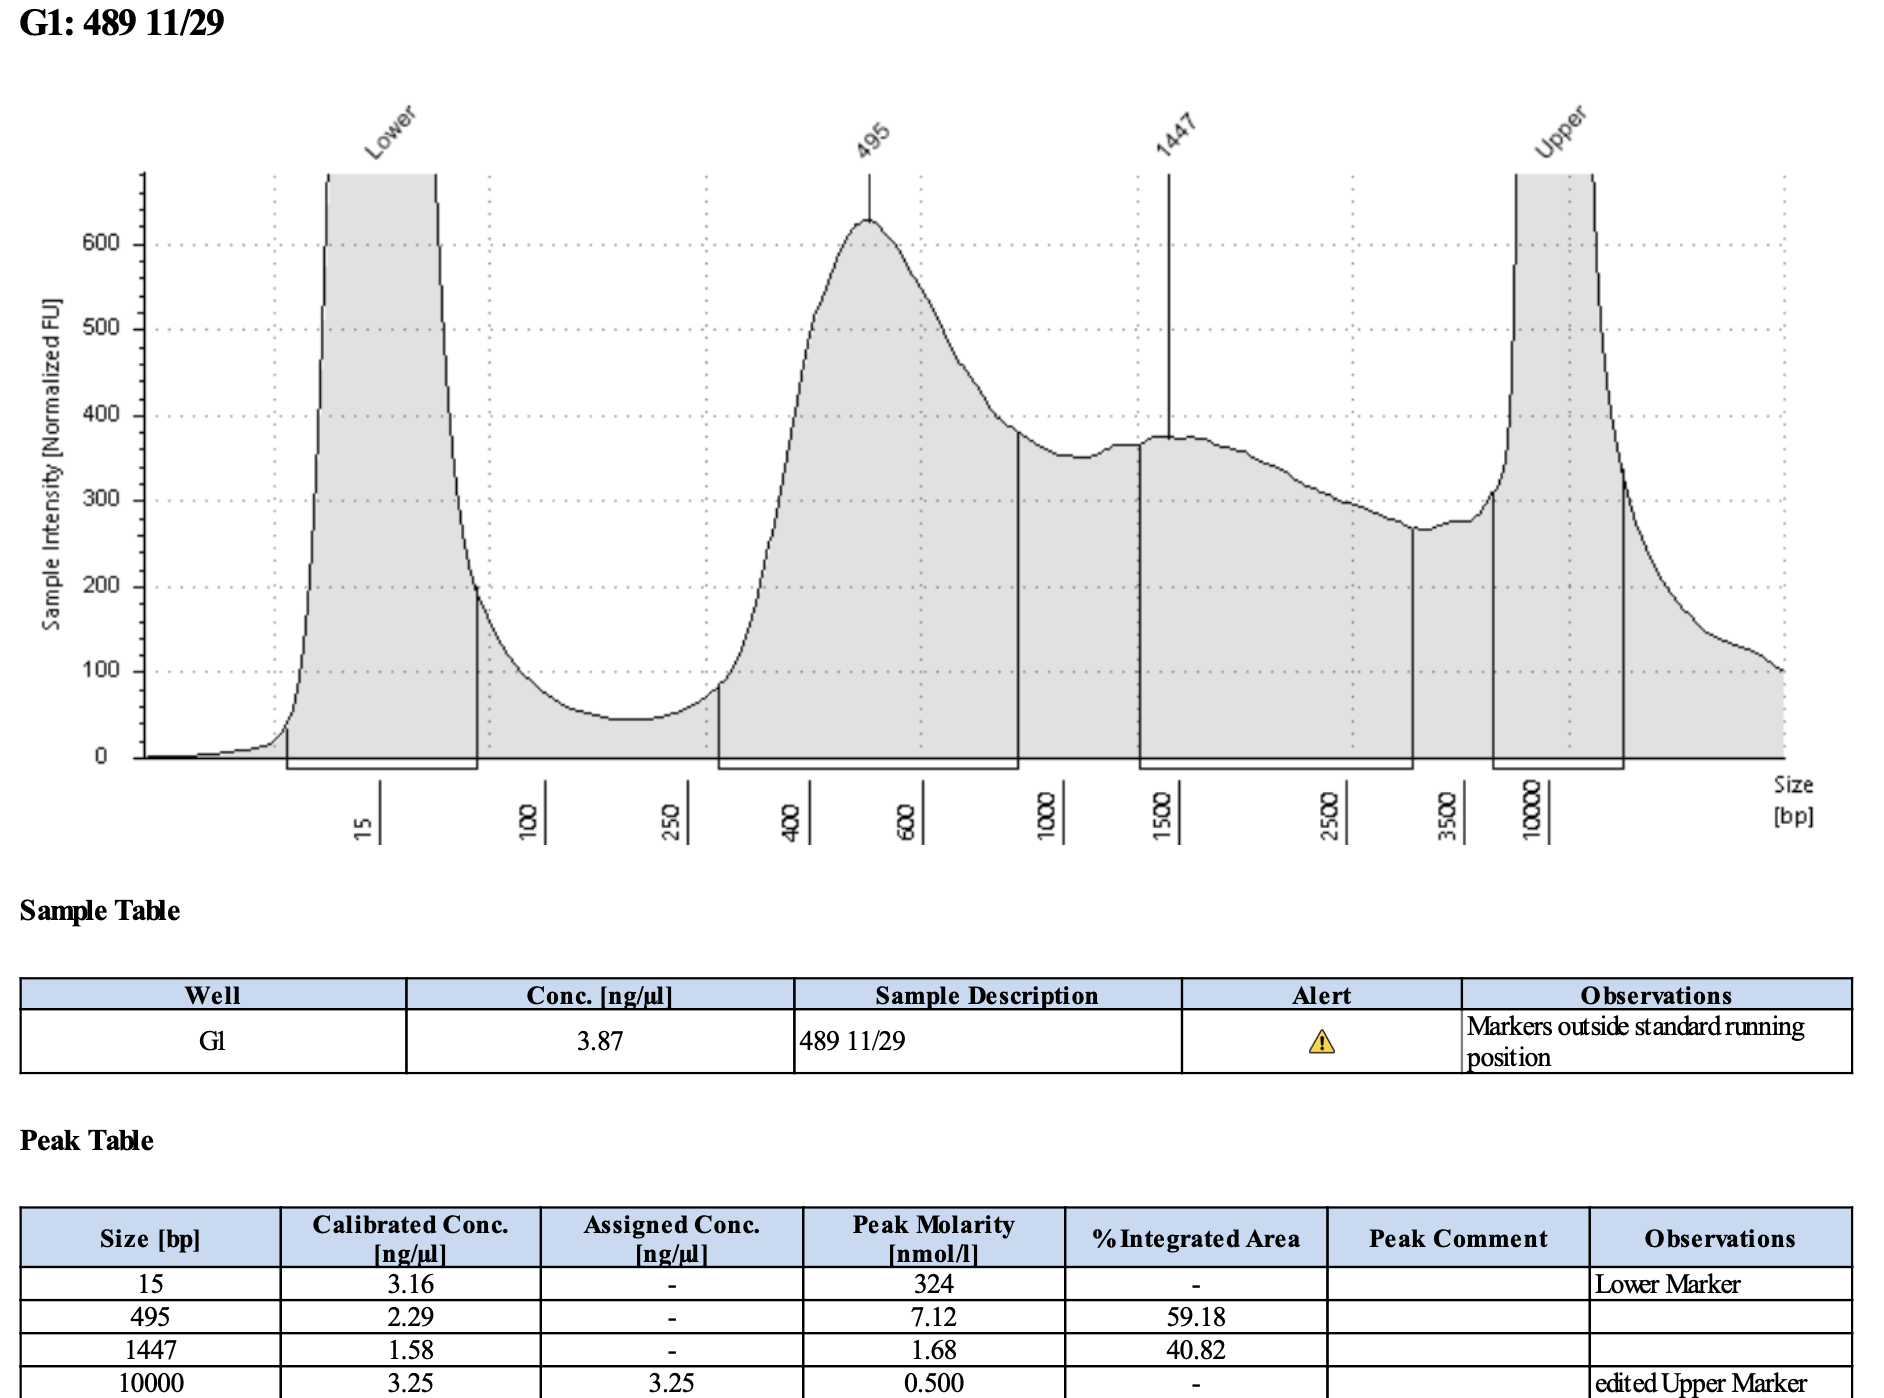 G1: 489 11/29
Lower
495
1447
Upper
Sample Intensity [Normalized FU]
600
500
400
300
200
100
0
15
100
250
400
600
1000
1500
2500
3500
10000
Size
[bp]
Sample Table
Well Conc. [ng/µl] Sample Description Alert Observations
G1 3.87 489 11/29 Markers outside standard running
position
Peak Table
Size [bp] Calibrated Conc. [ng/µl] Assigned Conc. [ng/µl] Peak Molarity [nmol/l] % Integrated Area Peak Comment Observations
15 3.16 - 324 - Lower Marker
495 2.29 - 7.12 59.18
1447 1.58 - 1.68 40.82
10000 3.25 3.25 0.500 - edited Upper Marker